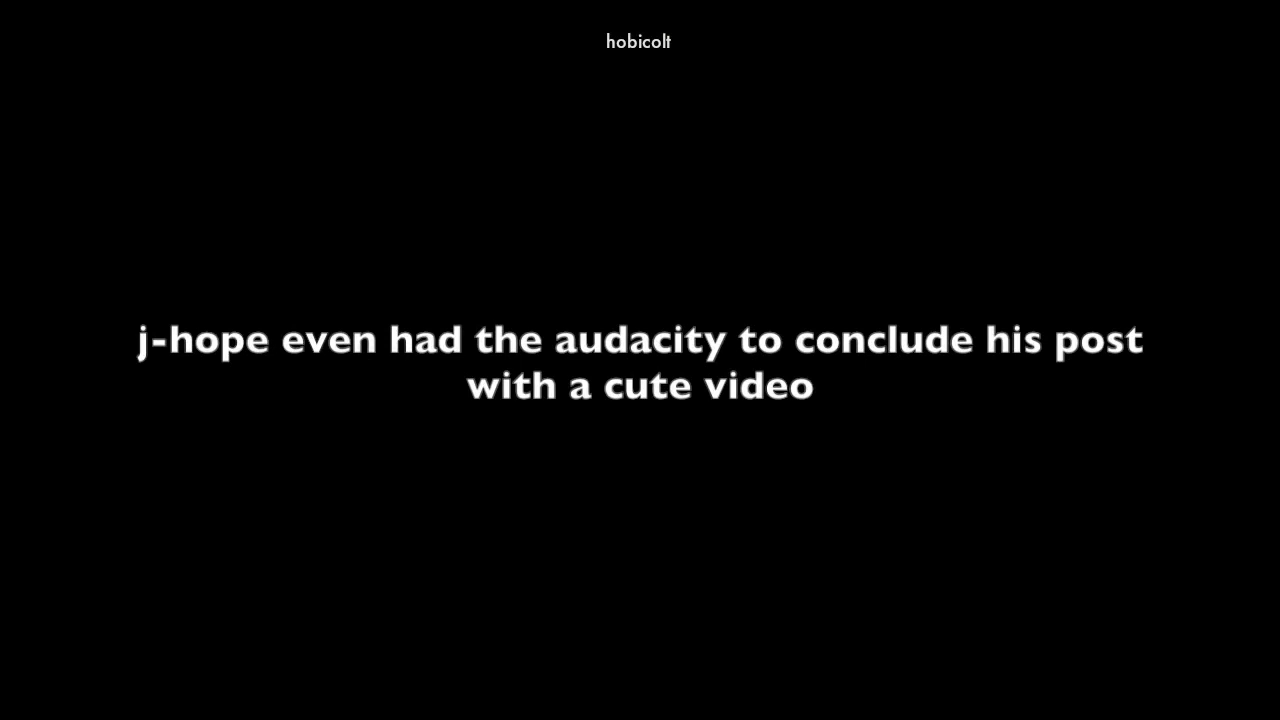 hobicolt
j-hope even had the audacity to conclude his post
with a cute video